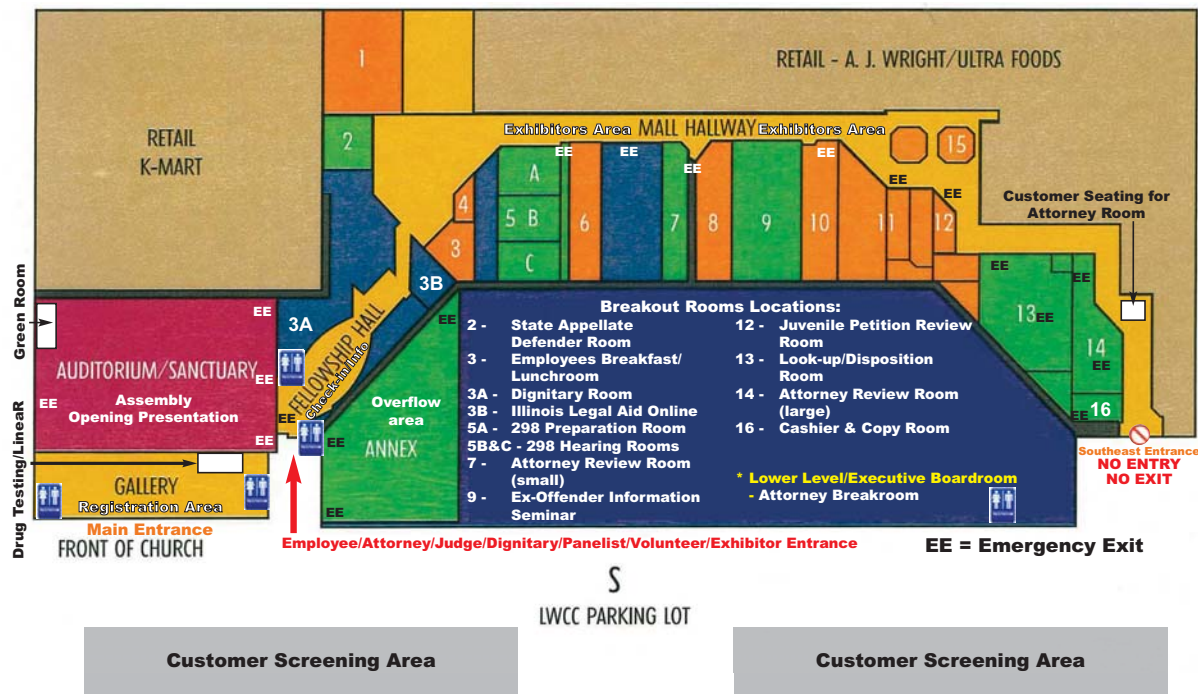 1
RETAIL - A. J. WRIGHT/ULTRA FOODS
RETAIL
K-MART
2
Exhibitors Area MALL HALLWAY Exhibitors Area
15
EE
EE
EE
EE
EE
EE
EE
A
5 B
C
4
3
6
7
8
9
10
11
12
Customer Seating for
Attorney Room
3B
EE
EE
13
EE
14
EE
16
EE
Green Room
EE
EE
EE
EE
AUDITORIUM/SANCTUARY
Assembly
Opening Presentation
3A
FELLOWSHIP HALL
Check-in/Info
EE
EE
EE
EE
Overflow
area
ANNEX
Breakout Rooms Locations:
2 - State Appellate
Defender Room
3 - Employees Breakfast/
Lunchroom
3A - Dignitary Room
3B - Illinois Legal Aid Online
5A - 298 Preparation Room
5B&C - 298 Hearing Rooms
7 - Attorney Review Room
(small)
9 - Ex-Offender Information
Seminar
12 - Juvenile Petition Review
Room
13 - Look-up/Disposition
Room
14 - Attorney Review Room
(large)
16 - Cashier & Copy Room
* Lower Level/Executive Boardroom
- Attorney Breakroom
Southeast Entrance
NO ENTRY
NO EXIT
Drug Testing/LineaR
GALLERY
Registration Area
Main Entrance
FRONT OF CHURCH
Employee/Attorney/Judge/Dignitary/Panelist/Volunteer/Exhibitor Entrance
EE = Emergency Exit
S
LWCC PARKING LOT
Customer Screening Area
Customer Screening Area